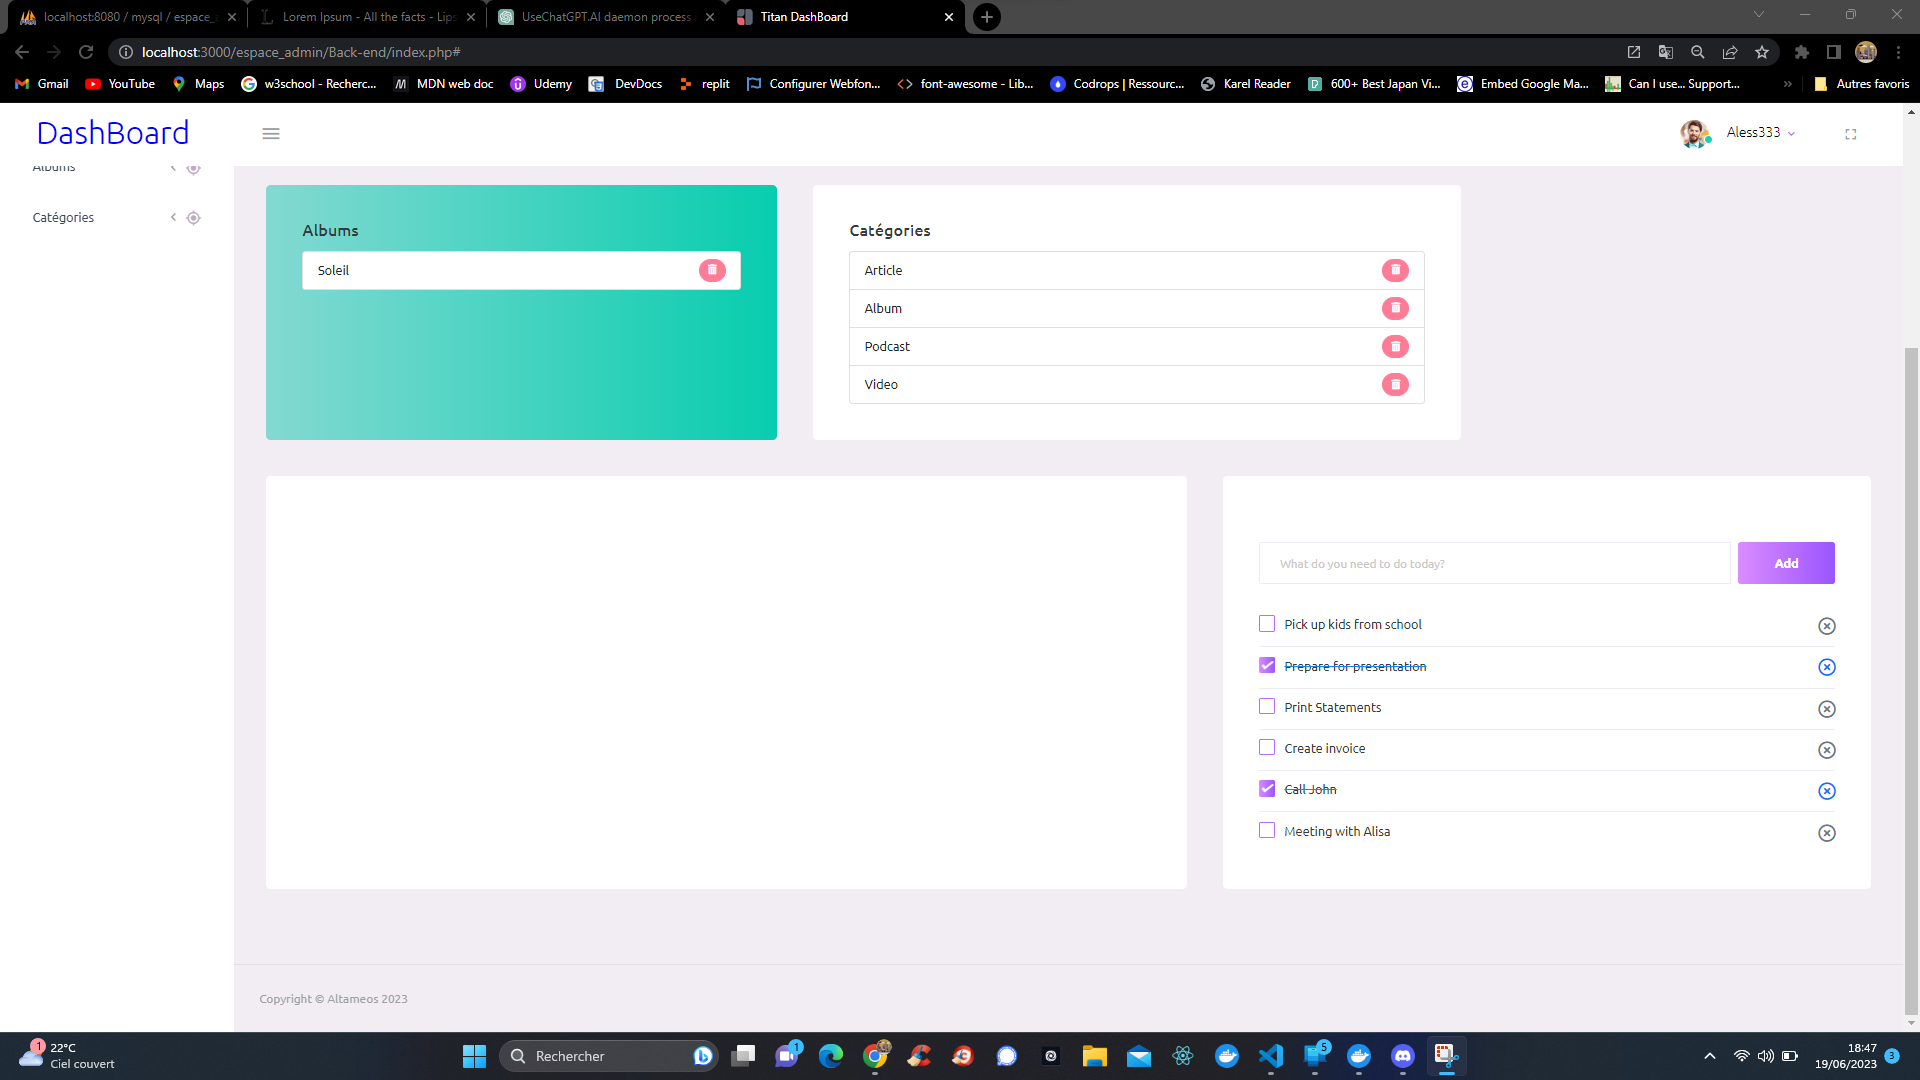 localhost:8080 / mysql / espace_a
Lorem Ipsum - All the facts - Lips
UseChatGPT.AI daemon process
Titan DashBoard
localhost:3000/espace_admin/Back-end/index.php#
Gmail
YouTube
Maps
w3school - Recherc...
MDN web doc
Udemy
DevDocs
replit
Configurer Webfon...
font-awesome - Lib...
Codrops | Ressourc...
Karel Reader
600+ Best Japan Vi...
Embed Google Ma...
Can I use... Support...
Autres favoris
DashBoard
Aless333
Albums
Catégories
Albums
Soleil
Catégories
Article
Album
Podcast
Video
What do you need to do today?
Add
Pick up kids from school
Prepare for presentation
Print Statements
Create invoice
Call John
Meeting with Alisa
Copyright © Altameos 2023
1
22°C
Ciel couvert
Rechercher
1
5
18:47
19/06/2023
3